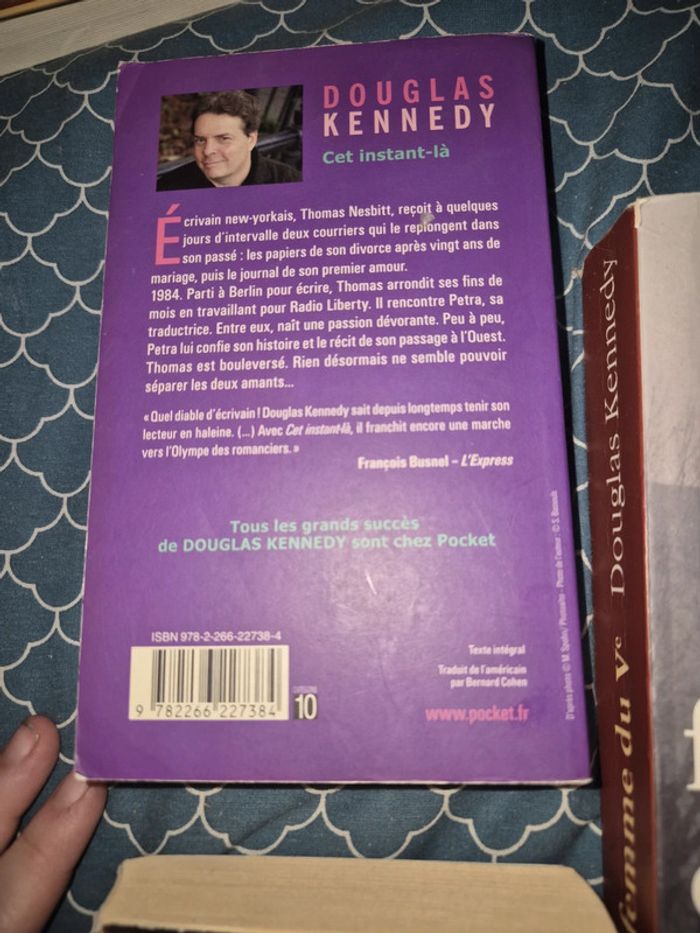 DOUGLAS
KENNEDY
Cet instant-là
Écrivain new-yorkais, Thomas Nesbitt, reçoit à quelques
jours d'intervalle deux courriers qui le replongent dans
son passé : les papiers de son divorce après vingt ans de
mariage, puis le journal de son premier amour.
1984. Parti à Berlin pour écrire, Thomas arrondit ses fins de
mois en travaillant pour Radio Liberty. Il rencontre Petra, sa
traductrice. Entre eux, naît une passion dévorante. Peu à peu,
Petra lui confie son histoire et le récit de son passage à l'Ouest.
Thomas est bouleversé. Rien désormais ne semble pouvoir
séparer les deux amants...
« Quel diable d'écrivain ! Douglas Kennedy sait depuis longtemps tenir son
lecteur en haleine. (...) Avec Cet instant-là, il franchit encore une marche
vers l'Olympe des romanciers. »
François Busnel – L'Express
Tous les grands succès
de DOUGLAS KENNEDY sont chez Pocket
ISBN 978-2-266-22738-4
9 782266 227384
CATÉGORIE
10
Texte intégral
Traduit de l'américain
par Bernard Cohen
www.pocket.fr
D'après photo © M. Spohn/ Plainpicture - Photo de l'auteur : © S.
femme du Ve Douglas Kennedy